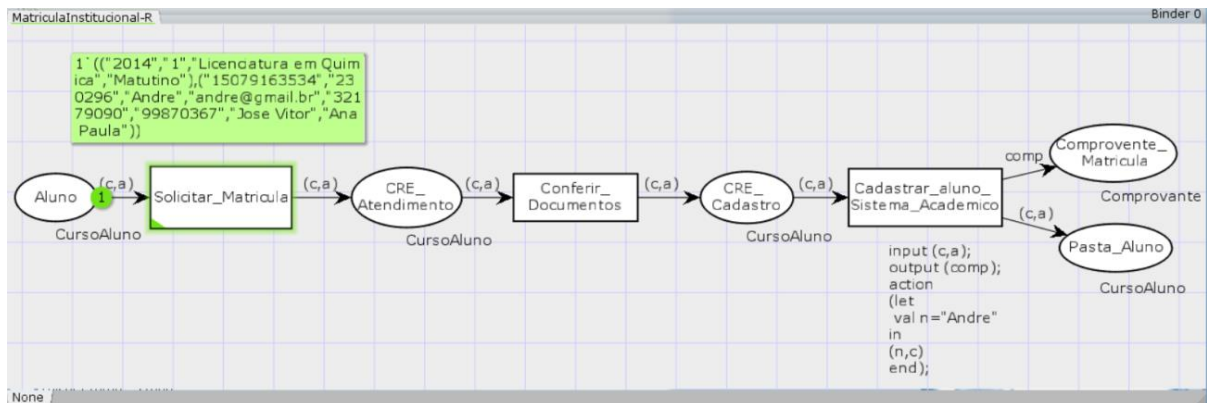 MatriculaInstitucional-R
Binder 0
1`(("2014","1","Licenciatura em Quim
ica","Matutino"),("15079163534","23
0296","Andre","andre@gmail.br","321
79090","99870367","Jose Vitor","Ana
Paula"))
Aluno
1
(c,a)
CursoAluno
Solicitar_Matricula
(c,a)
CRE_
Atendimento
CursoAluno
(c,a)
Conferir_
Documentos
(c,a)
CRE_
Cadastro
CursoAluno
(c,a)
Cadastrar_aluno_
Sistema_Academico
input (c,a);
output (comp);
action
(let
val n="Andre"
in
(n,c)
end);
comp
Comprovente_
Matricula
Comprovante
(c,a)
Pasta_Aluno
CursoAluno
None